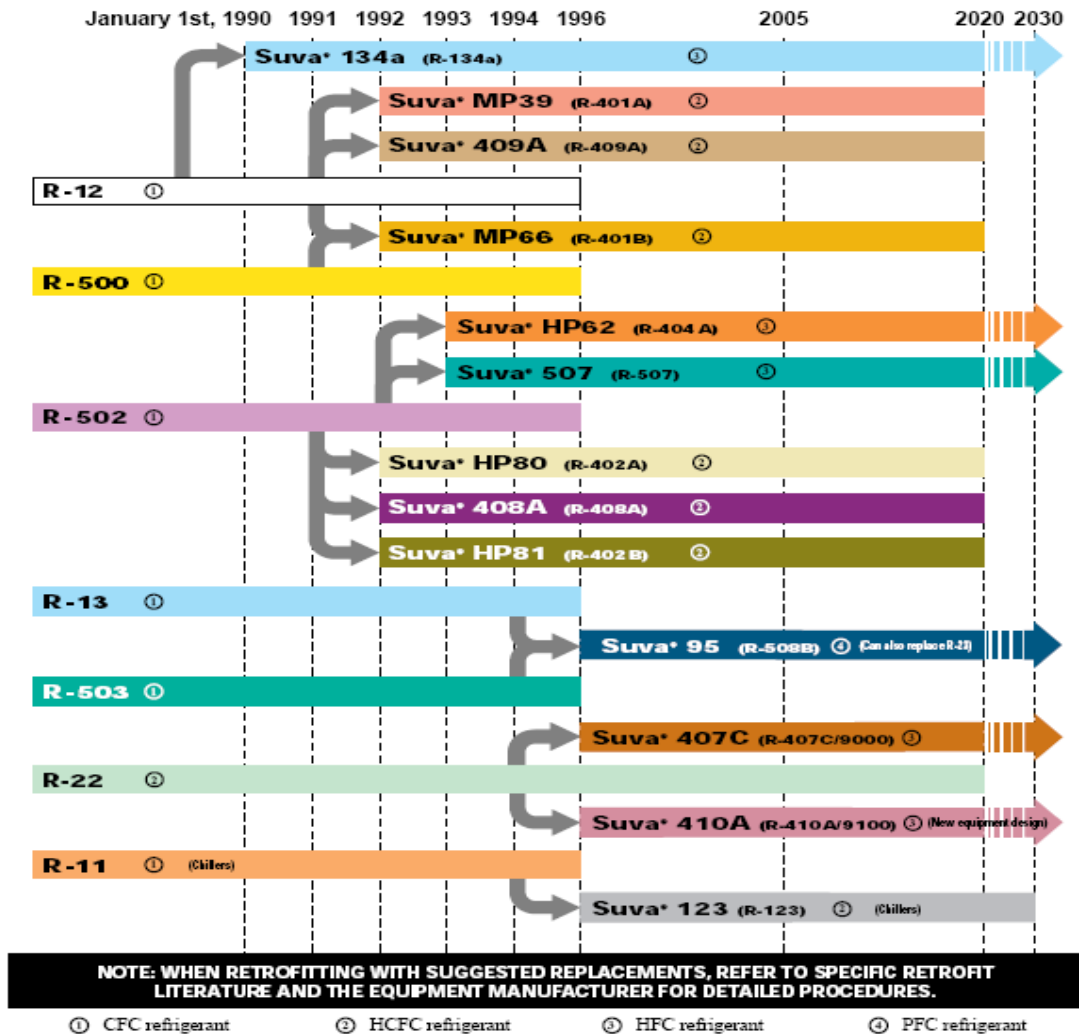 January 1st, 1990 1991 1992 1993 1994 1996 2005 2020 2030
Suva® 134a (R-134a) ③
Suva® MP39 (R-401A) ②
Suva® 409A (R-409A) ②
R-12 ①
Suva® MP66 (R-401B) ②
R-500 ①
Suva® HP62 (R-404A) ③
Suva® 507 (R-507) ③
R-502 ①
Suva® HP80 (R-402A) ②
Suva® 408A (R-408A) ②
Suva® HP81 (R-402B) ②
R-13 ①
Suva® 95 (R-508B) ④ (Can also replace R-23)
R-503 ①
Suva® 407C (R-407C/9000) ③
R-22 ②
Suva® 410A (R-410A/9100) ③ (New equipment design)
R-11 ① (Chillers)
Suva® 123 (R-123) ② (Chillers)
NOTE: WHEN RETROFITTING WITH SUGGESTED REPLACEMENTS, REFER TO SPECIFIC RETROFIT
LITERATURE AND THE EQUIPMENT MANUFACTURER FOR DETAILED PROCEDURES.
① CFC refrigerant ② HCFC refrigerant ③ HFC refrigerant ④ PFC refrigerant